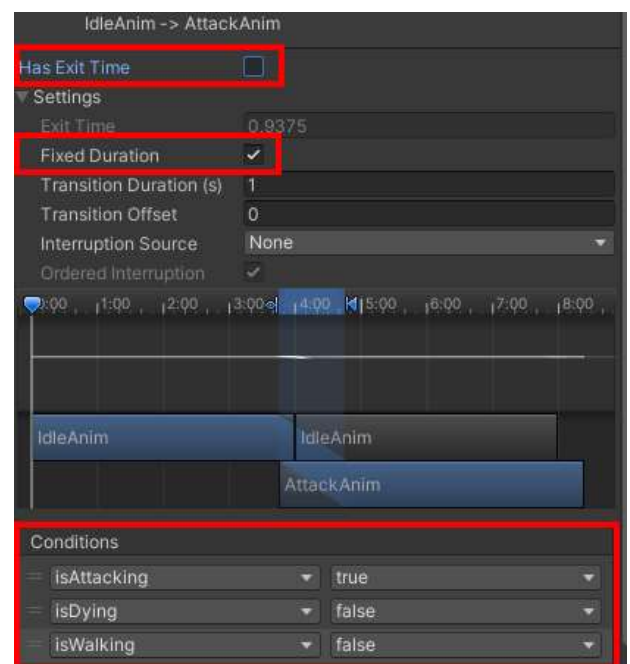 IdleAnim -> AttackAnim
Has Exit Time
Settings
Exit Time 0.9375
Fixed Duration
Transition Duration (s) 1
Transition Offset 0
Interruption Source None
Ordered Interruption
0:00 1:00 2:00 3:00 4:00 5:00 6:00 7:00 8:00
IdleAnim IdleAnim
AttackAnim
Conditions
isAttacking true
isDying false
isWalking false